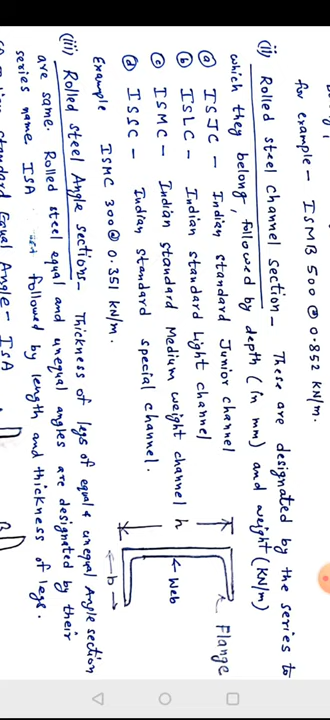 for example - ISMB 500 @ 0.852 KN/m.
(ii) Rolled steel channel section - These are designated by the series to
which they belong, followed by depth (in mm) and weight (KN/m)
(a) ISJC - Indian standard Junior channel
(b) ISLC - Indian standard Light channel
(c) ISMC - Indian standard Medium weight channel
(d) ISSC - Indian standard special channel.
Example ISMC 300 @ 0.351 KN/m.
Flange
← Web
h
← b →
(iii) Rolled steel Angle sections - Thickness of legs of equal & unequal Angle section
are same. Rolled steel equal and unequal angles are designated by their
series name ISA followed by length and thickness of legs.
standard Equal Angle - ISA